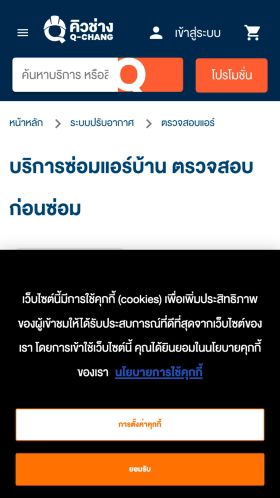 คิวช่าง
Q-CHANG
เข้าสู่ระบบ
ค้นหาบริการ หรือสิ
โปรโมชั่น
หน้าหลัก > ระบบปรับอากาศ > ตรวจสอบแอร์
บริการซ่อมแอร์บ้าน ตรวจสอบ
ก่อนซ่อม
เว็บไซต์นี้มีการใช้คุกกี้ (cookies) เพื่อเพิ่มประสิทธิภาพ
ของผู้เข้าชมให้ได้รับประสบการณ์ที่ดีที่สุดจากเว็บไซต์ของ
เรา โดยการเข้าใช้เว็บไซต์นี้ คุณได้ยินยอมในนโยบายคุกกี้
ของเรา นโยบายการใช้คุกกี้
การตั้งค่าคุกกี้
ยอมรับ